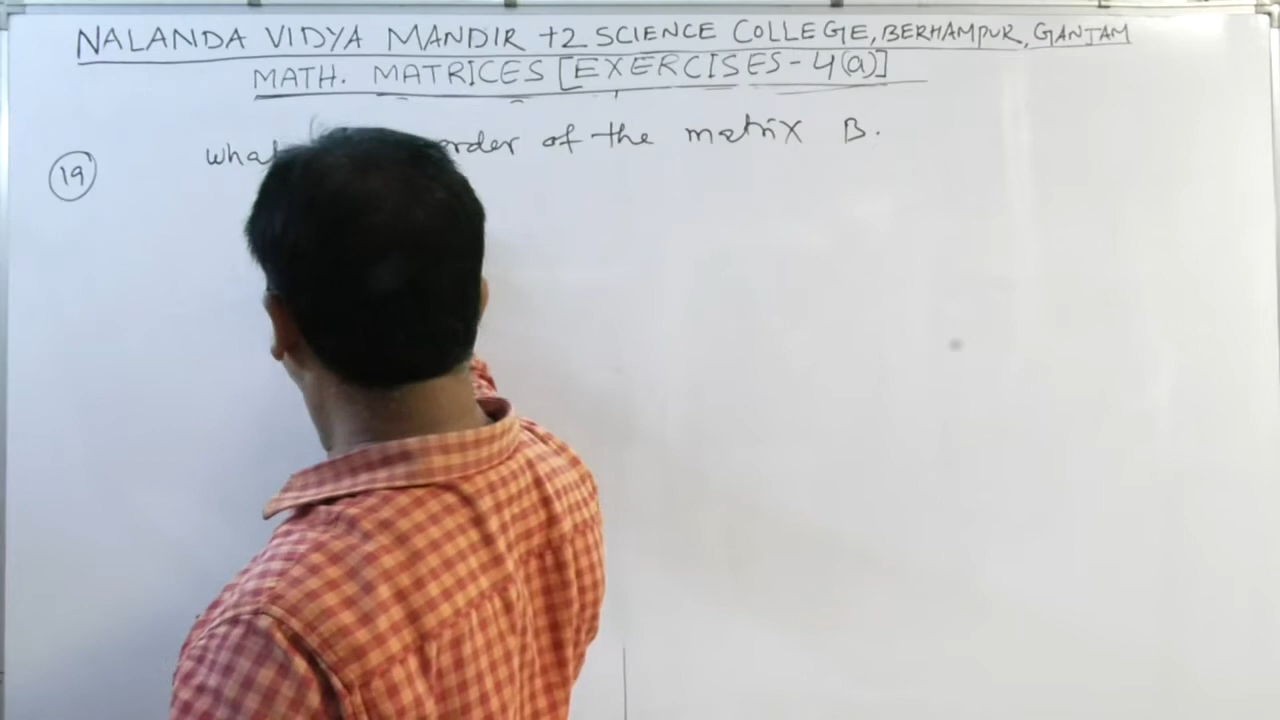 NALANDA VIDYA MANDIR +2 SCIENCE COLLEGE, BERHAMPUR, GANJAM
MATH. MATRICES [EXERCISES - 4(a)]
19 order of the matrix B.